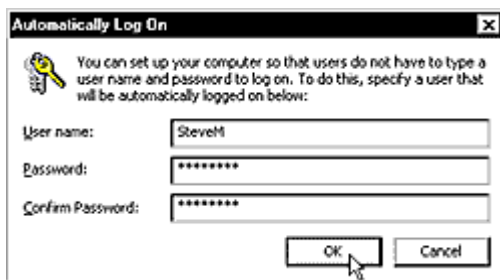 Automatically Log On
You can set up your computer so that users do not have to type a
user name and password to log on. To do this, specify a user that
will be automatically logged on below:
User name: SteveM
Password: ********
Confirm Password: ********
OK Cancel